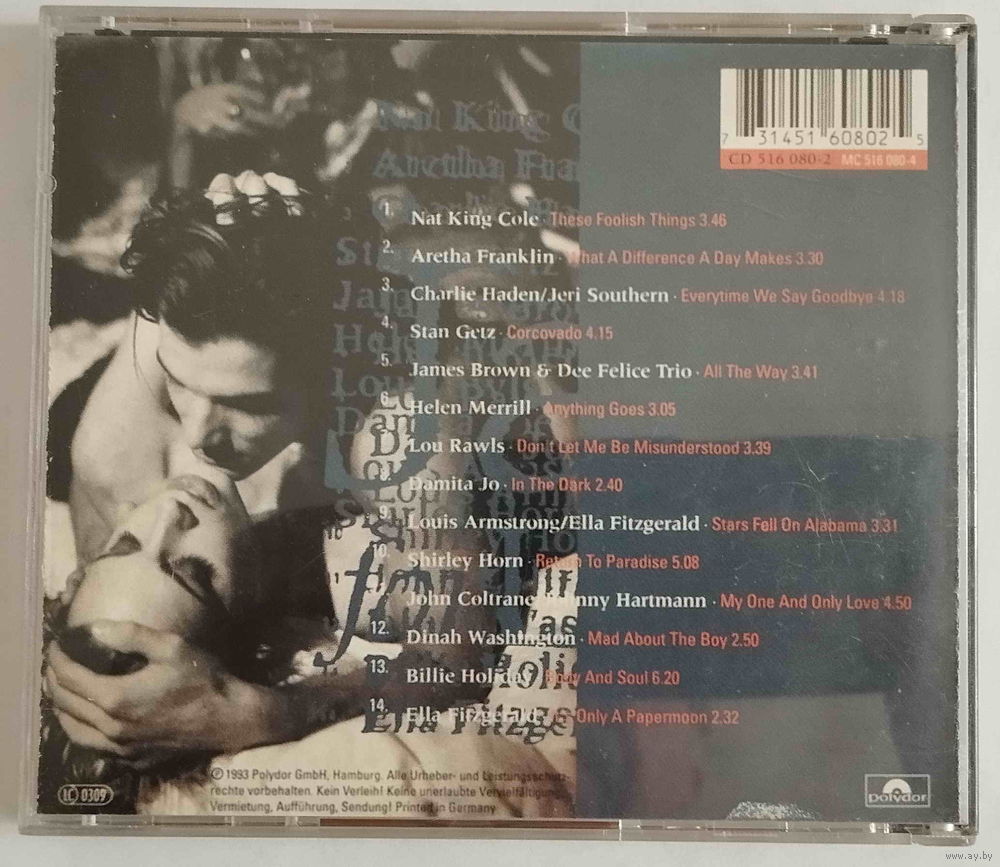 7 31451 60802 5
CD 516 080-2 MC 516 080-4
Nat King
Aretha Fra
1. Nat King Cole · These Foolish Things 3.46
2. Aretha Franklin · What A Difference A Day Makes 3.30
3. Charlie Haden/Jeri Southern · Everytime We Say Goodbye 4.18
4. Stan Getz · Corcovado 4.15
5. James Brown & Dee Felice Trio · All The Way 3.41
6. Helen Merrill · Anything Goes 3.05
7. Lou Rawls · Don't Let Me Be Misunderstood 3.39
8. Damita Jo · In The Dark 2.40
9. Louis Armstrong/Ella Fitzgerald · Stars Fell On Alabama 3.31
10. Shirley Horn · Return To Paradise 5.08
John Coltrane Johnny Hartmann · My One And Only Love 4.50
12. Dinah Washington · Mad About The Boy 2.50
13. Billie Holiday · Body And Soul 6.20
14. Ella Fitzgerald · Only A Papermoon 2.32
℗ 1993 Polydor GmbH, Hamburg. Alle Urheber- und Leistungsschutz-
rechte vorbehalten. Kein Verleih! Keine unerlaubte Vervielfältigung,
Vermietung, Aufführung, Sendung! Printed in Germany
LC 0309
polydor
www.ay.by